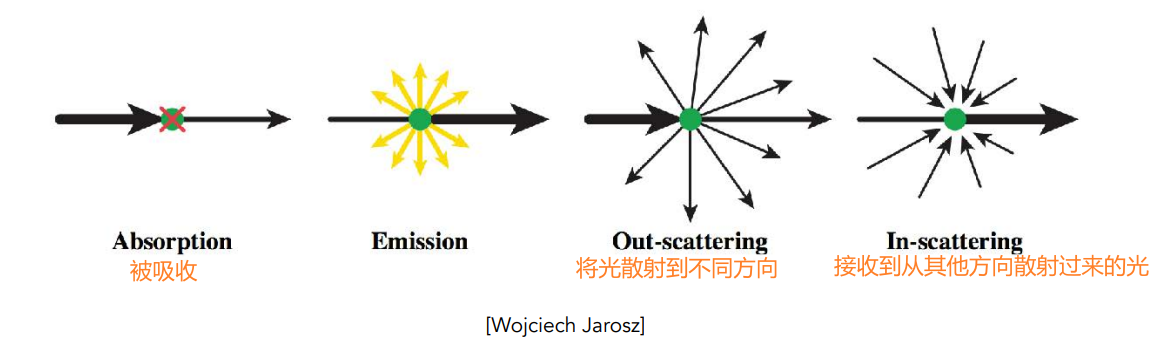 Absorption
Emission
Out-scattering
In-scattering
被吸收
将光散射到不同方向
接收到从其他方向散射过来的光
[Wojciech Jarosz]